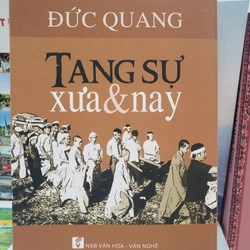 ĐỨC QUANG
TANG SỰ
xưa & nay
NXB VĂN HÓA - VĂN NGHỆ